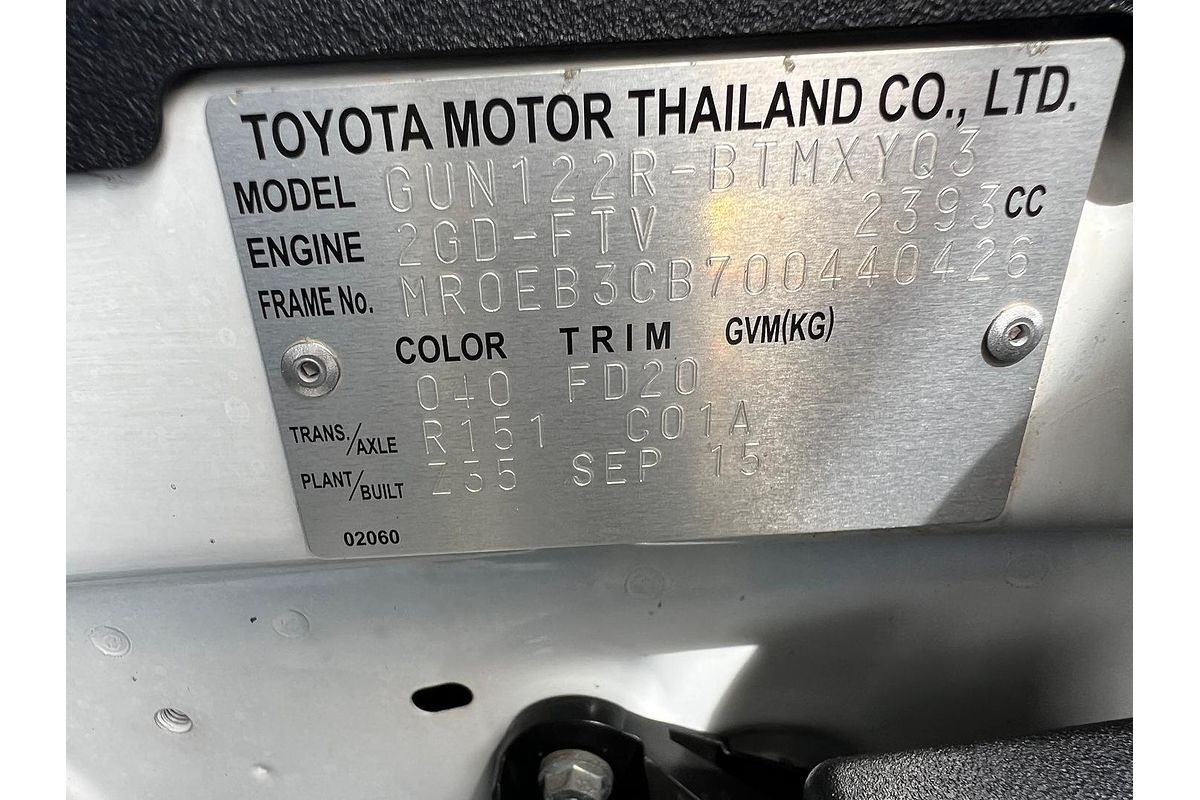 TOYOTA MOTOR THAILAND CO., LTD.
MODEL GUN122R-BTMXYQ3
ENGINE 2GD-FTV 2393 CC
FRAME No. MR0EB3CB700440426
COLOR TRIM GVM(KG)
040 FD20
TRANS./AXLE R151 C01A
PLANT/BUILT Z35 SEP 15
02060